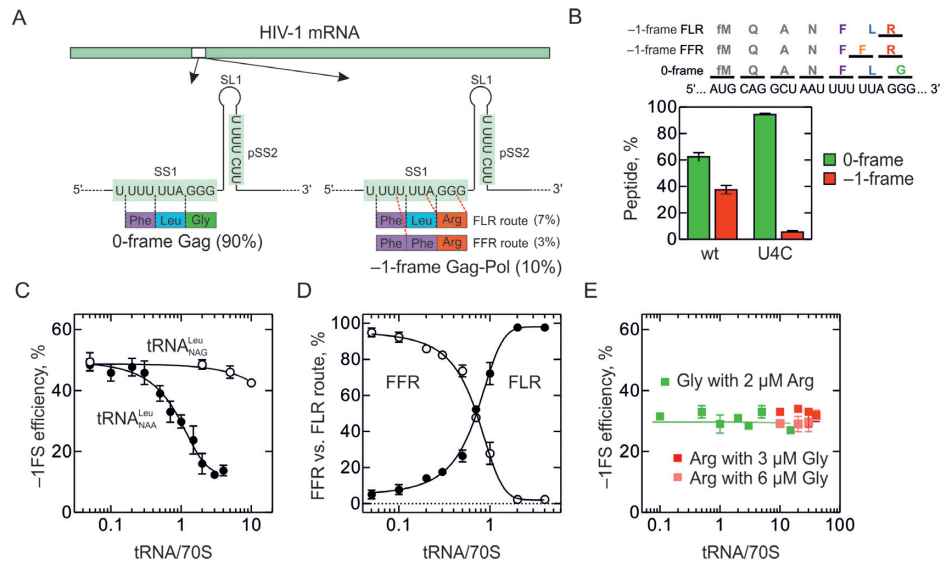 A
HIV-1 mRNA
SL1
SL1
U UUU CUU
pSS2
U UUU CUU
pSS2
SS1
SS1
5'
U UUU UUA GGG
U UUU UUA GGG
3'
Phe Leu Gly
Phe Leu Arg
FLR route (7%)
Phe Phe Arg
FFR route (3%)
0-frame Gag (90%)
–1-frame Gag-Pol (10%)
B
–1-frame FLR fM Q A N F L R
–1-frame FFR fM Q A N F F R
0-frame fM Q A N F L G
5'... AUG CAG GCU AAU UUU UUA GGG... 3'
Peptide, %
100
80
60
40
20
0
wt U4C
0-frame
–1-frame
C
–1FS efficiency, %
60
40
20
0
tRNA Leu NAG
tRNA Leu NAA
0.1 1 10
tRNA/70S
D
FFR vs. FLR route, %
100
80
60
40
20
0
FFR
FLR
0.1 1
tRNA/70S
E
–1FS efficiency, %
60
40
20
0
Gly with 2 µM Arg
Arg with 3 µM Gly
Arg with 6 µM Gly
0.1 1 10 100
tRNA/70S